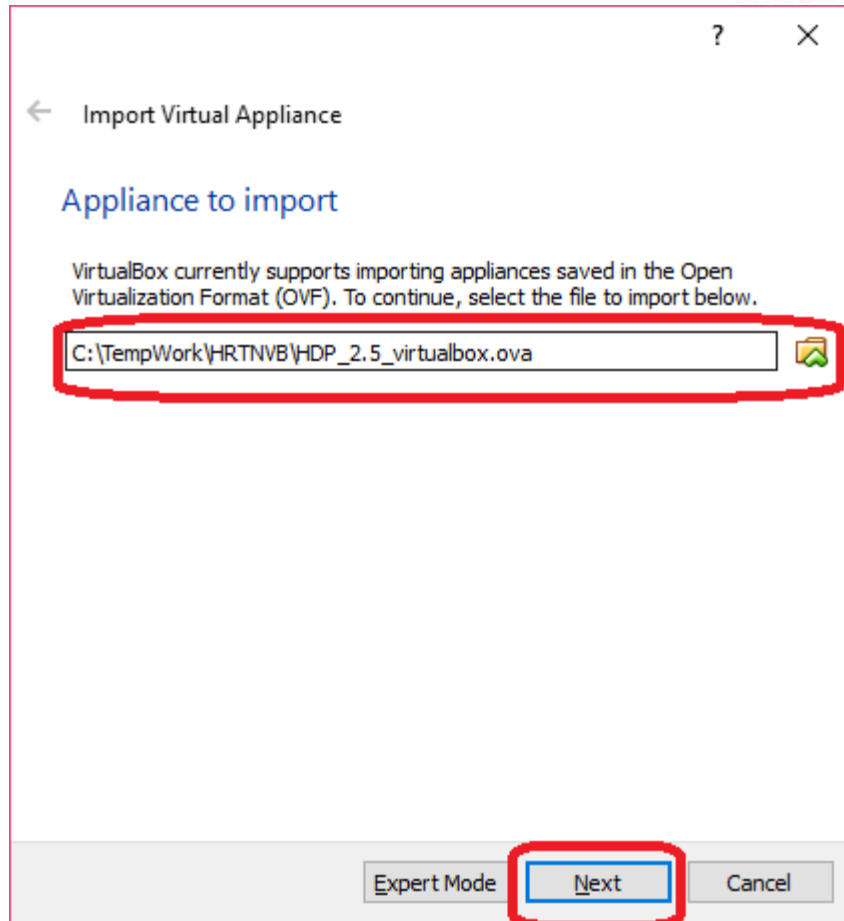 ?
Import Virtual Appliance
Appliance to import
VirtualBox currently supports importing appliances saved in the Open
Virtualization Format (OVF). To continue, select the file to import below.
C:\TempWork\HRTNVB\HDP_2.5_virtualbox.ova
Expert Mode Next Cancel